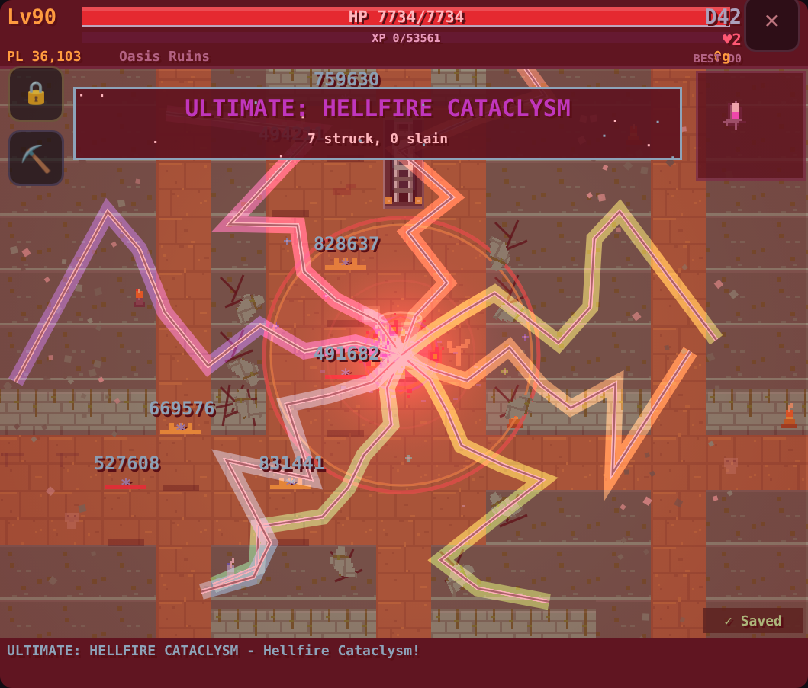 Lv90
HP 7734/7734
D42
XP 0/53561
♥2
PL 36,103
Oasis Ruins
759630
ULTIMATE: HELLFIRE CATACLYSM
7 struck, 0 slain
828637
491682
669576
527608
831441
✓ Saved
ULTIMATE: HELLFIRE CATACLYSM - Hellfire Cataclysm!